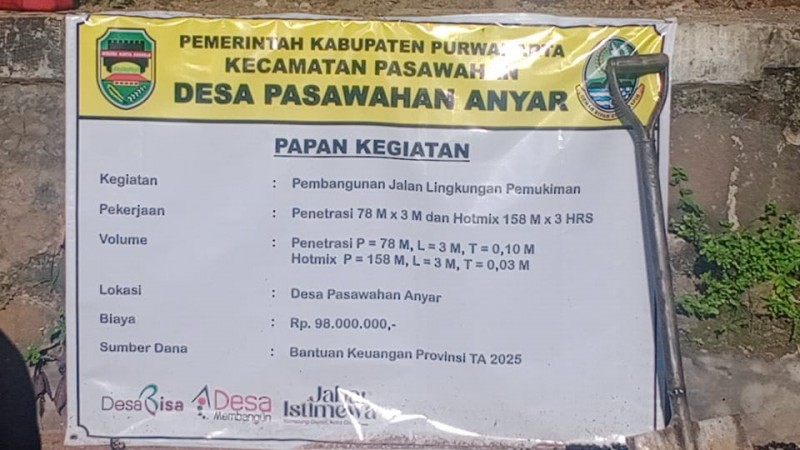 PEMERINTAH KABUPATEN PURWAKARTA
KECAMATAN PASAWAHAN
DESA PASAWAHAN ANYAR
PAPAN KEGIATAN
Kegiatan : Pembangunan Jalan Lingkungan Pemukiman
Pekerjaan : Penetrasi 78 M x 3 M dan Hotmix 158 M x 3 HRS
Volume : Penetrasi P = 78 M, L = 3 M, T = 0,10 M
Hotmix P = 158 M, L = 3 M, T = 0,03 M
Lokasi : Desa Pasawahan Anyar
Biaya : Rp. 98.000.000,-
Sumber Dana : Bantuan Keuangan Provinsi TA 2025
Desa Bisa Desa Membangun Jabar Istimewa